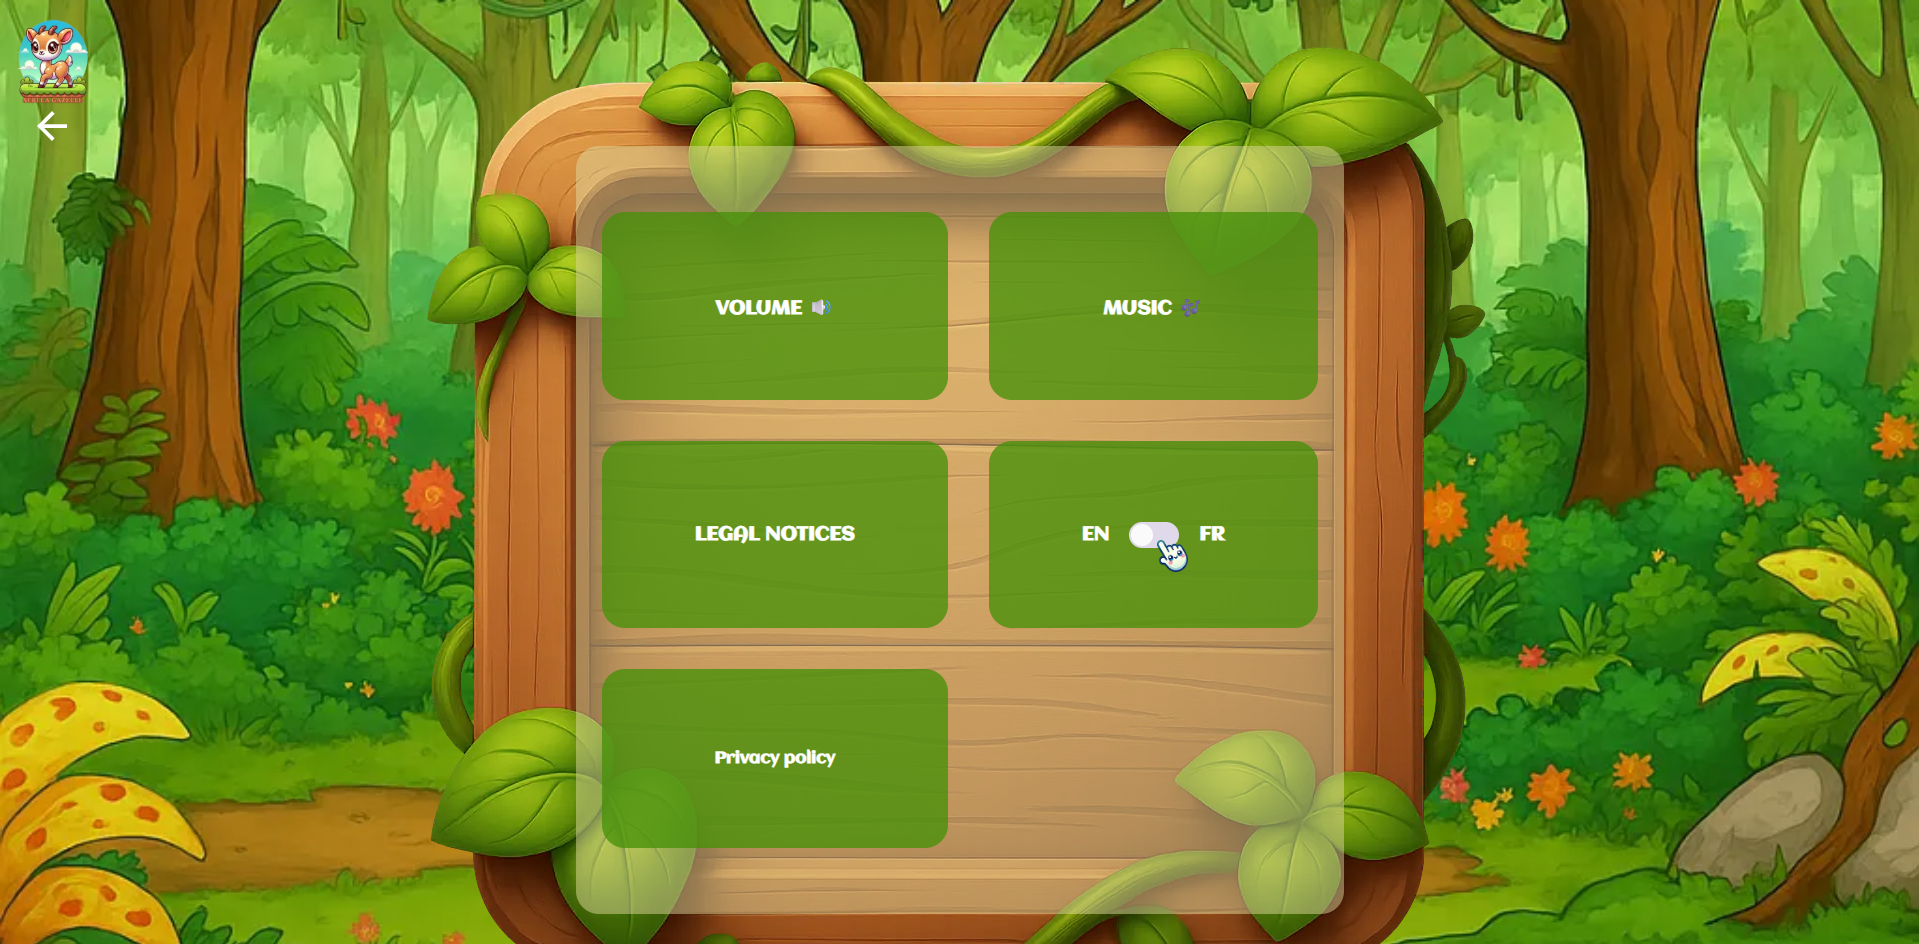 VOLUME 🔊
MUSIC 🎶
LEGAL NOTICES
EN FR
Privacy policy